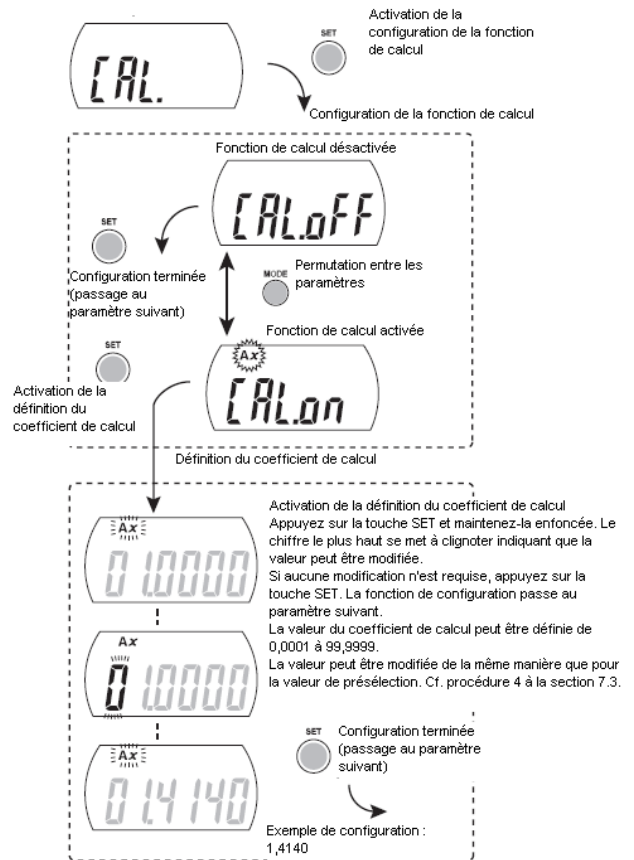 Activation de la
configuration de la fonction
de calcul
SET
CAL.
Configuration de la fonction de calcul
Fonction de calcul désactivée
CAL.oFF
SET
Configuration terminée
(passage au
paramètre suivant)
MODE
Permutation entre les
paramètres
Fonction de calcul activée
SET
Ax
CAL.on
Activation de la
définition du
coefficient de calcul
Définition du coefficient de calcul
Ax
01.0000
Activation de la définition du coefficient de calcul
Appuyez sur la touche SET et maintenez-la enfoncée. Le
chiffre le plus haut se met à clignoter indiquant que la
valeur peut être modifiée.
Si aucune modification n'est requise, appuyez sur la
touche SET. La fonction de configuration passe au
paramètre suivant.
La valeur du coefficient de calcul peut être définie de
0,0001 à 99,9999.
La valeur peut être modifiée de la même manière que pour
la valeur de présélection. Cf. procédure 4 à la section 7.3.
Ax
01.0000
Ax
01.4140
SET
Configuration terminée
(passage au paramètre
suivant)
Exemple de configuration :
1,4140